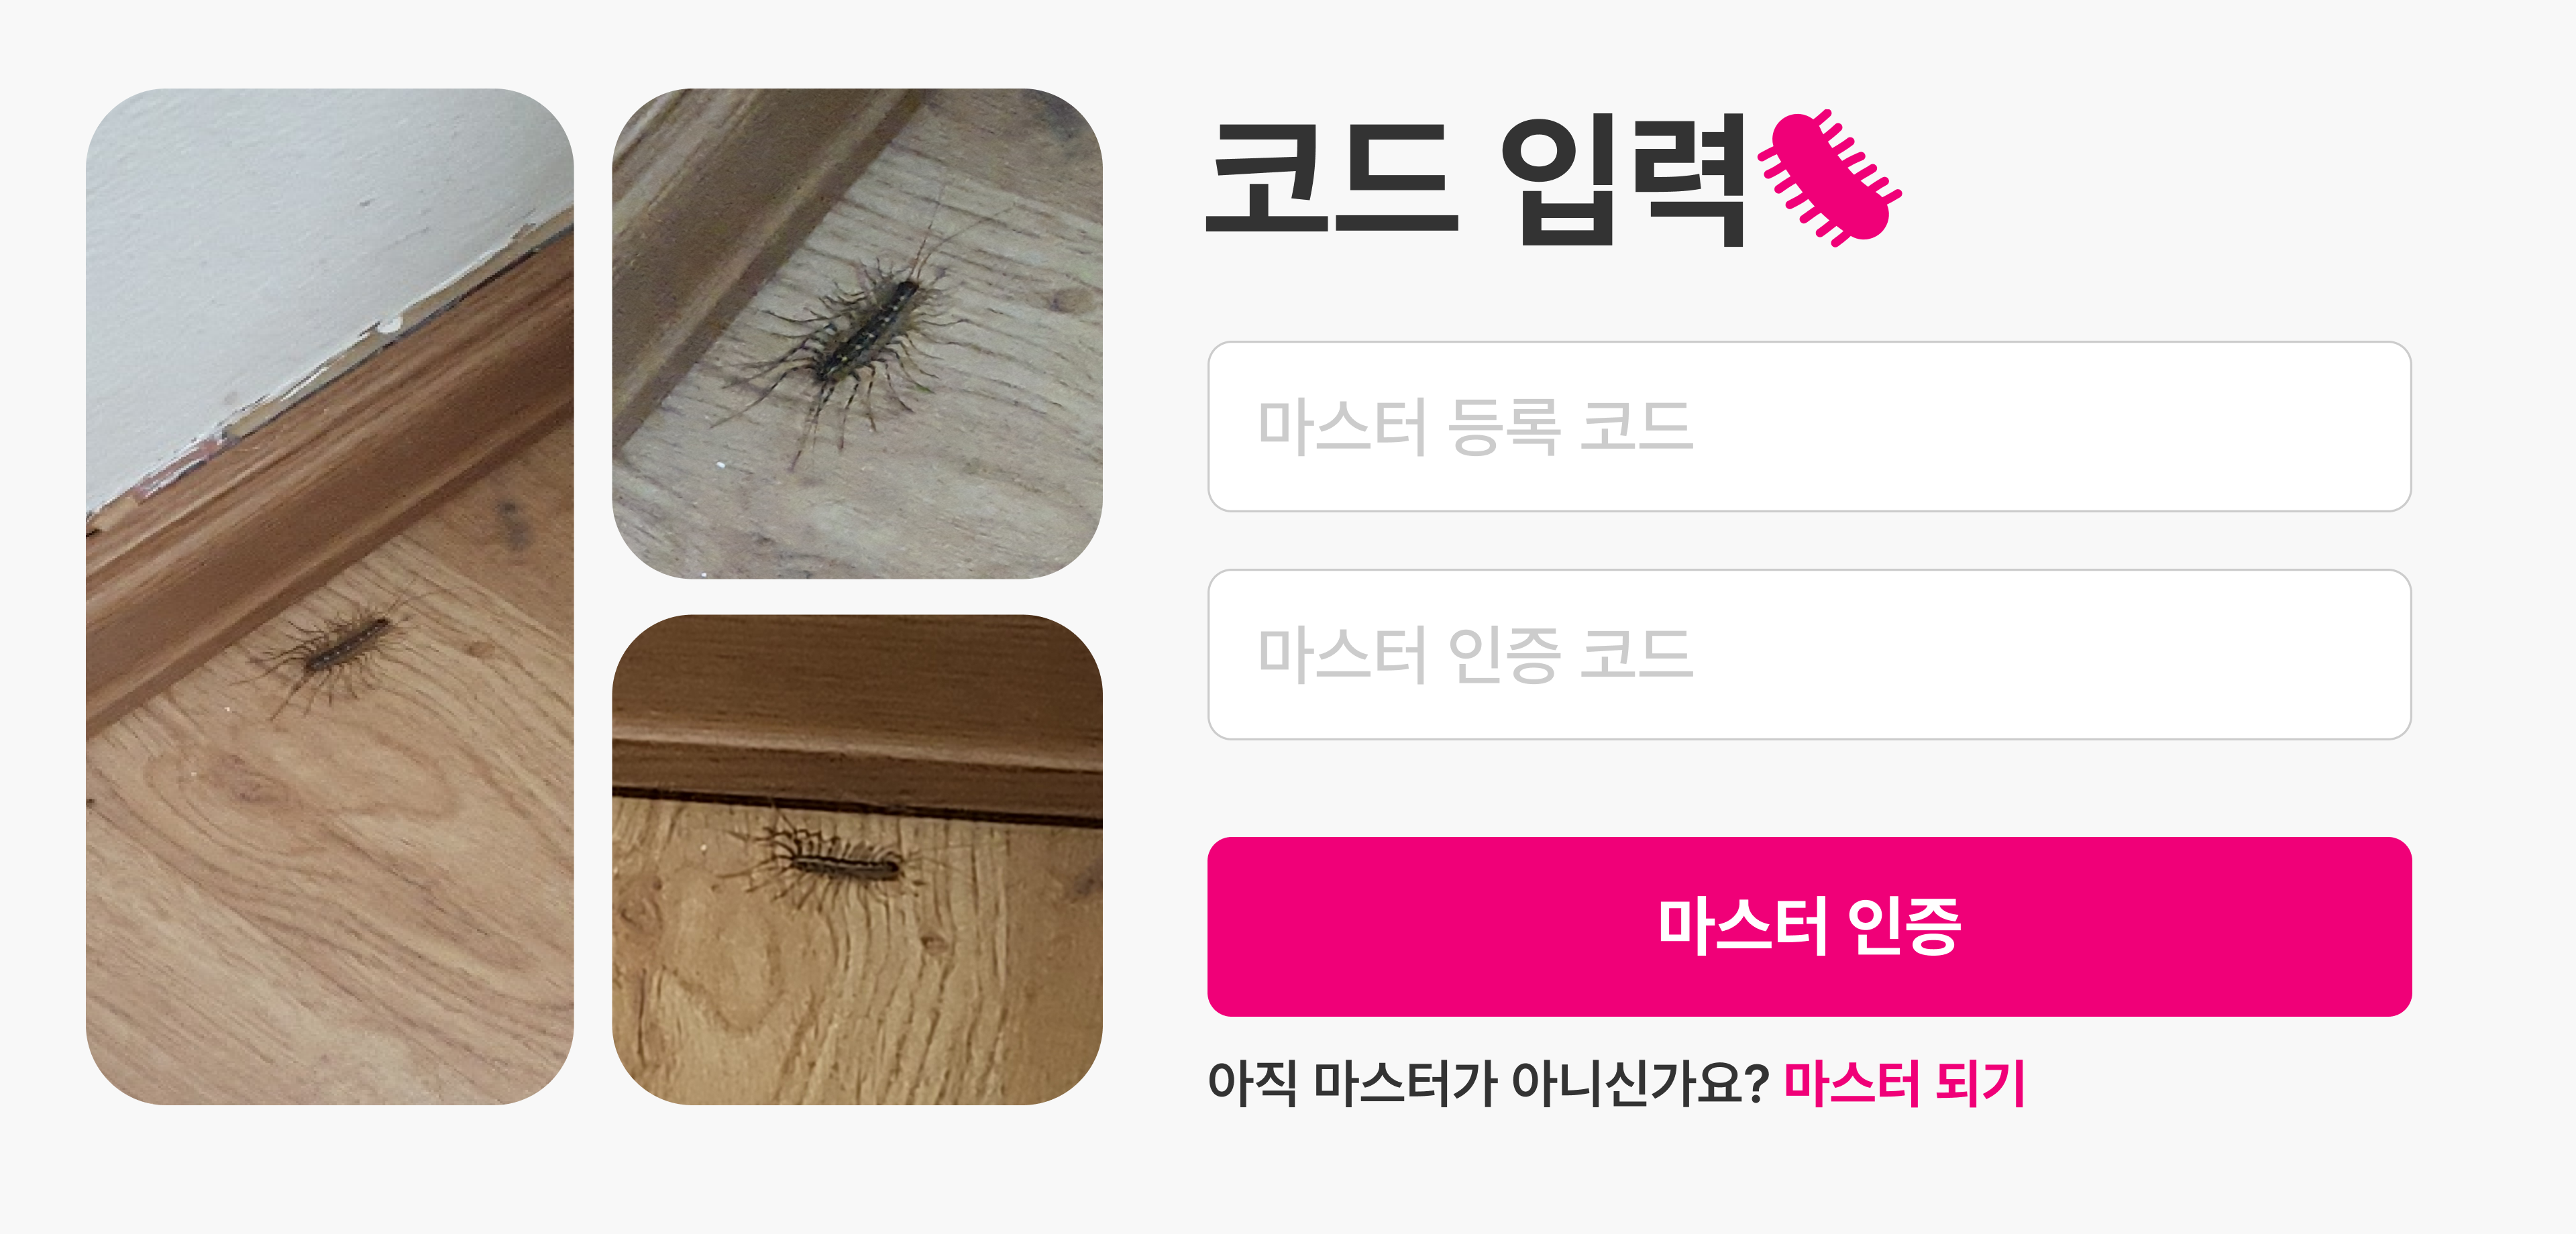 코드 입력
마스터 등록 코드
마스터 인증 코드
마스터 인증
아직 마스터가 아니신가요? 마스터 되기